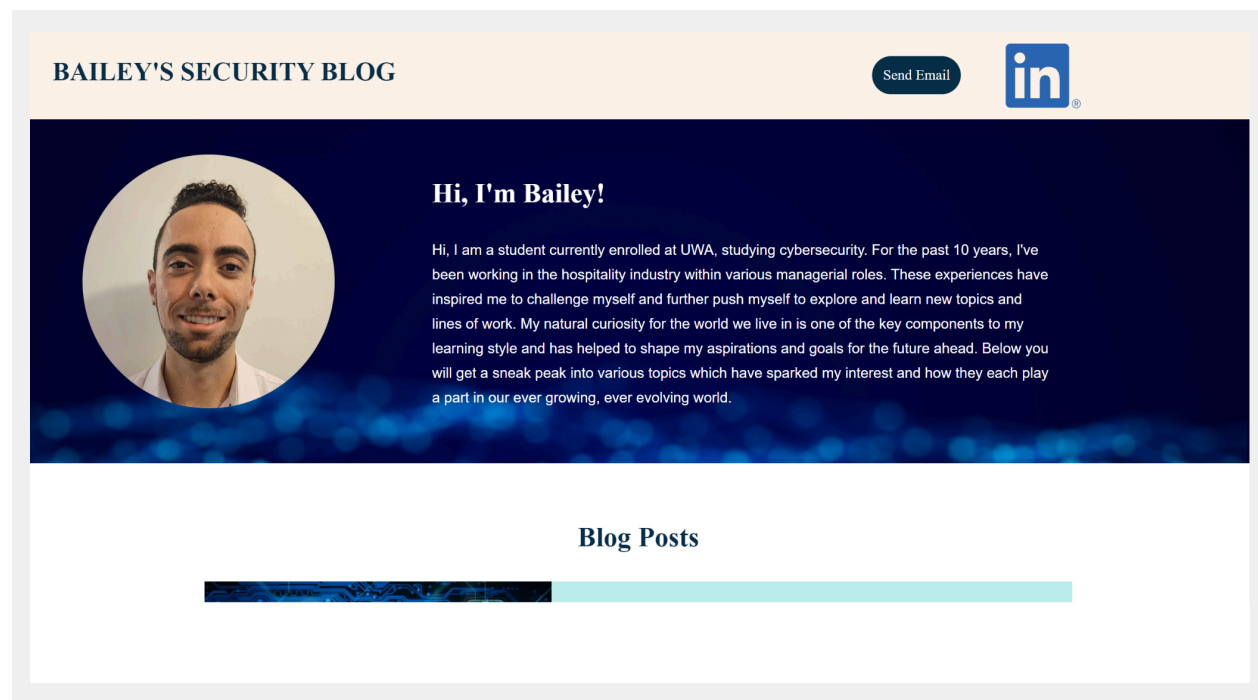 BAILEY'S SECURITY BLOG
Send Email
in
®
Hi, I'm Bailey!
Hi, I am a student currently enrolled at UWA, studying cybersecurity. For the past 10 years, I've
been working in the hospitality industry within various managerial roles. These experiences have
inspired me to challenge myself and further push myself to explore and learn new topics and
lines of work. My natural curiosity for the world we live in is one of the key components to my
learning style and has helped to shape my aspirations and goals for the future ahead. Below you
will get a sneak peak into various topics which have sparked my interest and how they each play
a part in our ever growing, ever evolving world.
Blog Posts